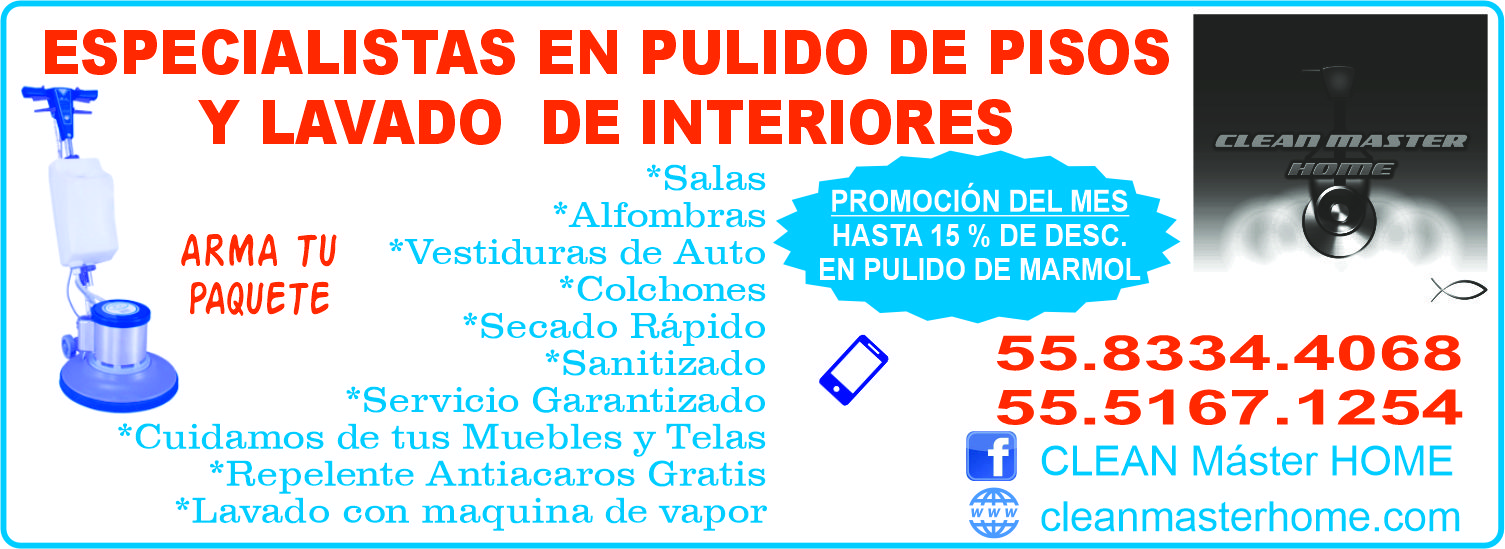 ESPECIALISTAS EN PULIDO DE PISOS
Y LAVADO DE INTERIORES
CLEAN MASTER
HOME
*Salas
*Alfombras
*Vestiduras de Auto
*Colchones
*Secado Rápido
*Sanitizado
*Servicio Garantizado
*Cuidamos de tus Muebles y Telas
*Repelente Antiacaros Gratis
*Lavado con maquina de vapor
ARMA TU
PAQUETE
PROMOCIÓN DEL MES
HASTA 15 % DE DESC.
EN PULIDO DE MARMOL
55.8334.4068
55.5167.1254
f CLEAN Máster HOME
www cleanmasterhome.com